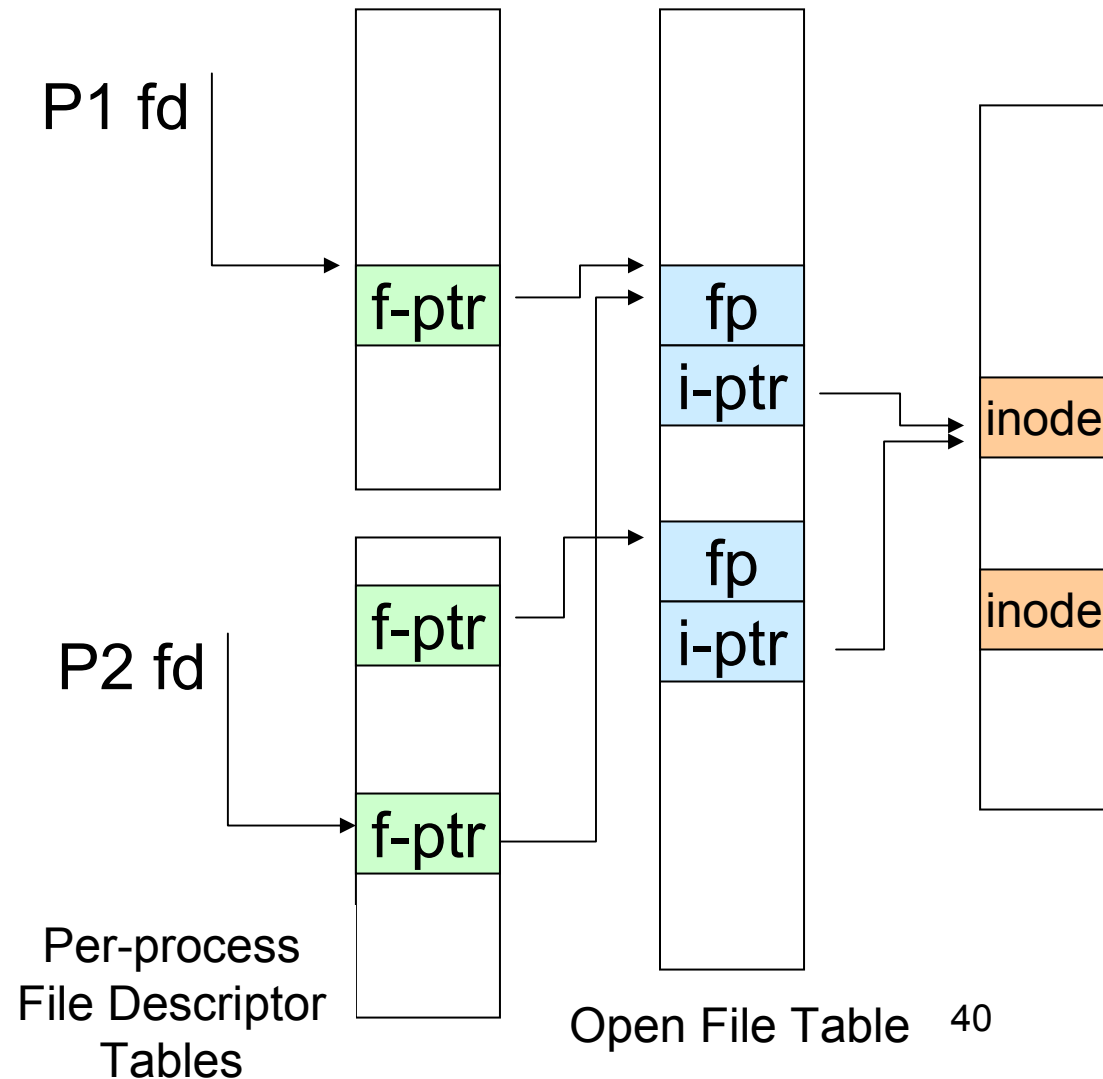 P1 fd
f-ptr
fp
i-ptr
inode
P2 fd
f-ptr
f-ptr
fp
i-ptr
inode
Per-process
File Descriptor
Tables
Open File Table
40